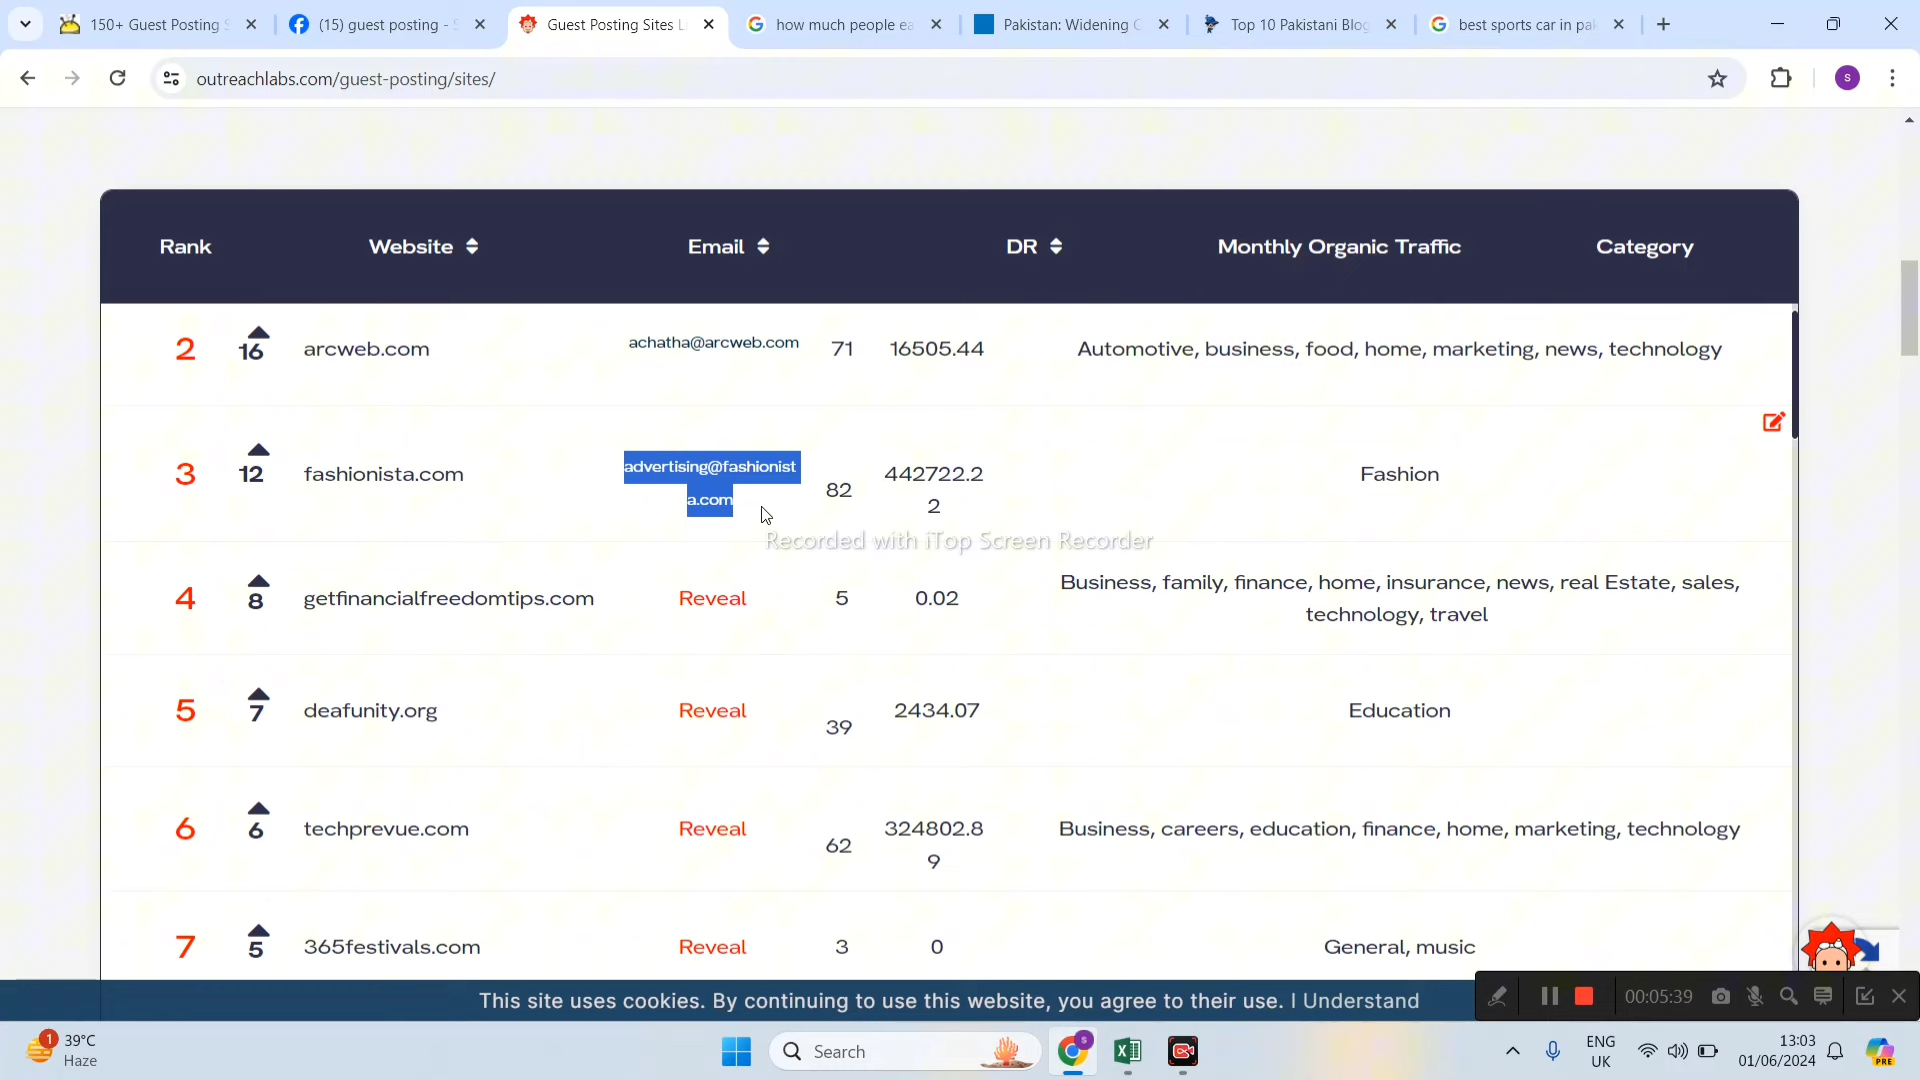 150+ Guest Posting S
(15) guest posting - S
Guest Posting Sites Li
how much people ea
Pakistan: Widening C
Top 10 Pakistani Blog
best sports car in pak
outreachlabs.com/guest-posting/sites/
S
Rank
Website
Email
DR
Monthly Organic Traffic
Category
2
16
arcweb.com
achatha@arcweb.com
71
16505.44
Automotive, business, food, home, marketing, news, technology
3
12
fashionista.com
advertising@fashionist
a.com
82
442722.2
2
Fashion
Recorded with iTop Screen Recorder
4
8
getfinancialfreedomtips.com
Reveal
5
0.02
Business, family, finance, home, insurance, news, real Estate, sales,
technology, travel
5
7
deafunity.org
Reveal
39
2434.07
Education
6
6
techprevue.com
Reveal
62
324802.8
9
Business, careers, education, finance, home, marketing, technology
7
5
365festivals.com
Reveal
3
0
General, music
This site uses cookies. By continuing to use this website, you agree to their use. I Understand
00:05:39
1
39°C
Haze
Search
S
ENG
UK
13:03
01/06/2024
PRE